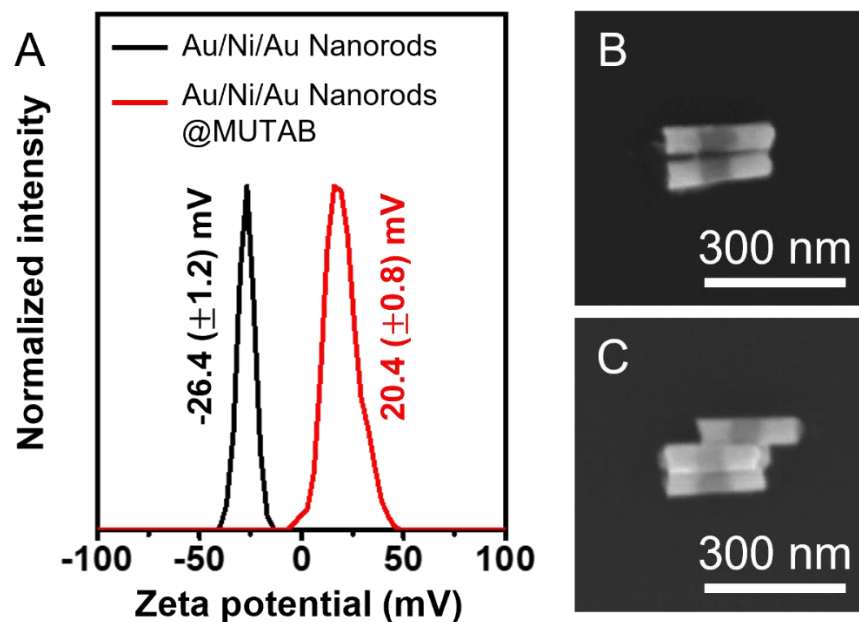 A
Au/Ni/Au Nanorods
Au/Ni/Au Nanorods
@MUTAB
Normalized intensity
-26.4 (±1.2) mV
20.4 (±0.8) mV
-100
-50
0
50
100
Zeta potential (mV)
B
300 nm
C
300 nm